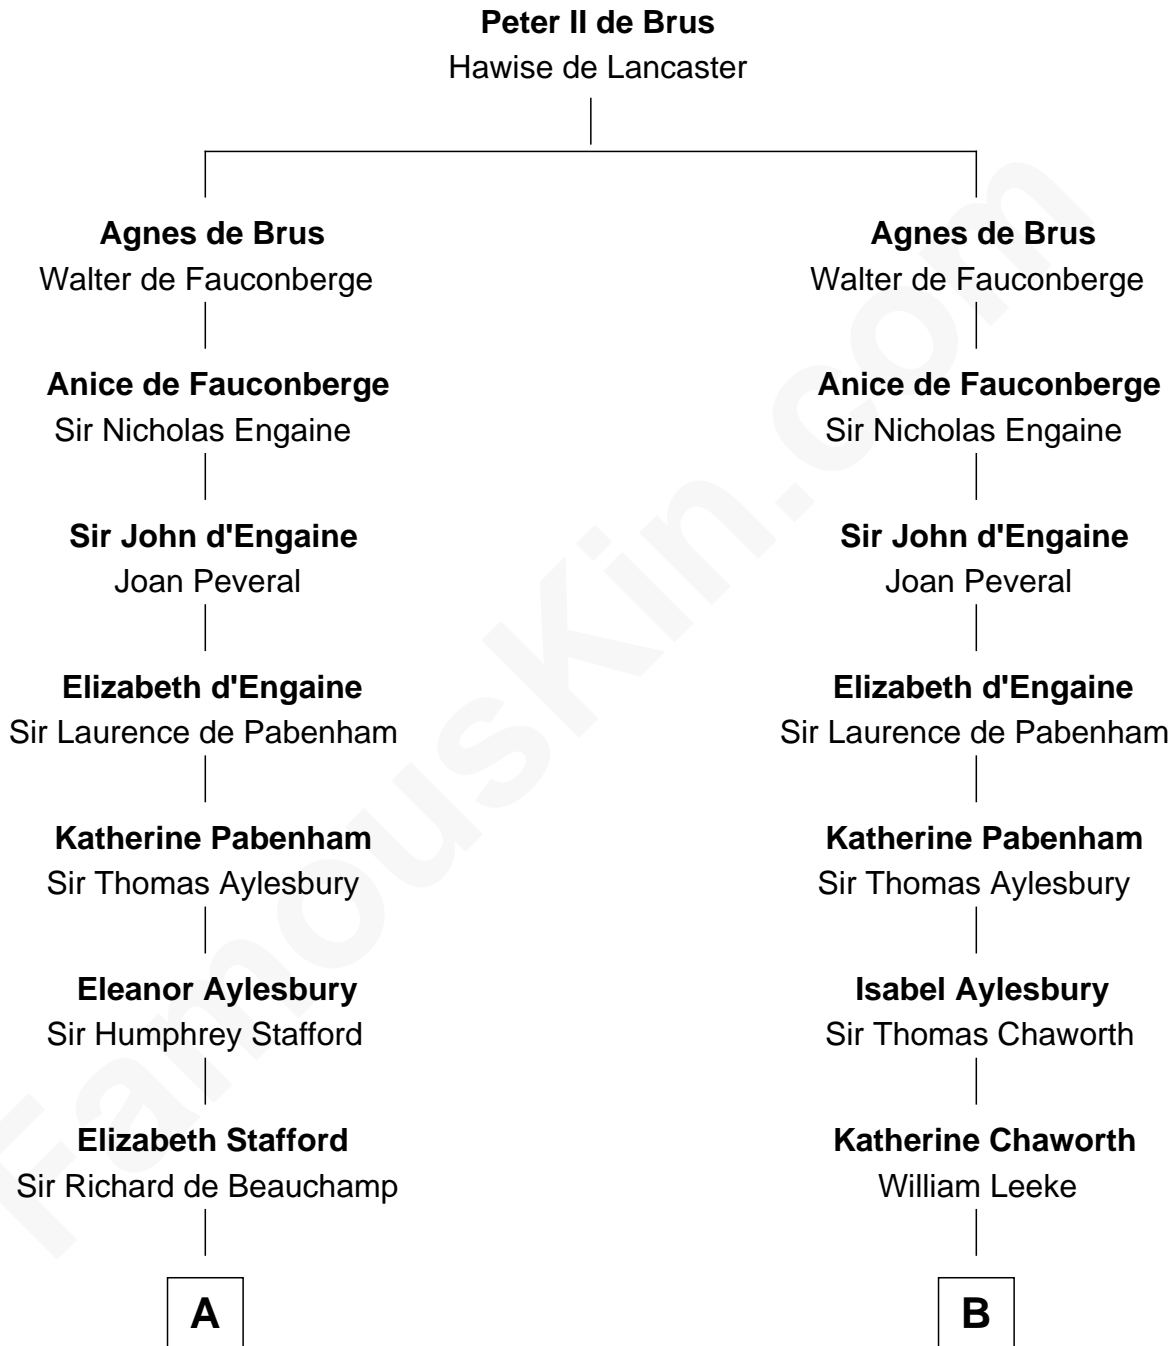 Peter II de Brus
Hawise de Lancaster
Agnes de Brus
Walter de Fauconberge
Anice de Fauconberge
Sir Nicholas Engaine
Sir John d'Engaine
Joan Peveral
Elizabeth d'Engaine
Sir Laurence de Pabenham
Katherine Pabenham
Sir Thomas Aylesbury
Eleanor Aylesbury
Sir Humphrey Stafford
Elizabeth Stafford
Sir Richard de Beauchamp
A
Agnes de Brus
Walter de Fauconberge
Anice de Fauconberge
Sir Nicholas Engaine
Sir John d'Engaine
Joan Peveral
Elizabeth d'Engaine
Sir Laurence de Pabenham
Katherine Pabenham
Sir Thomas Aylesbury
Isabel Aylesbury
Sir Thomas Chaworth
Katherine Chaworth
William Leeke
B
FamousKin.com